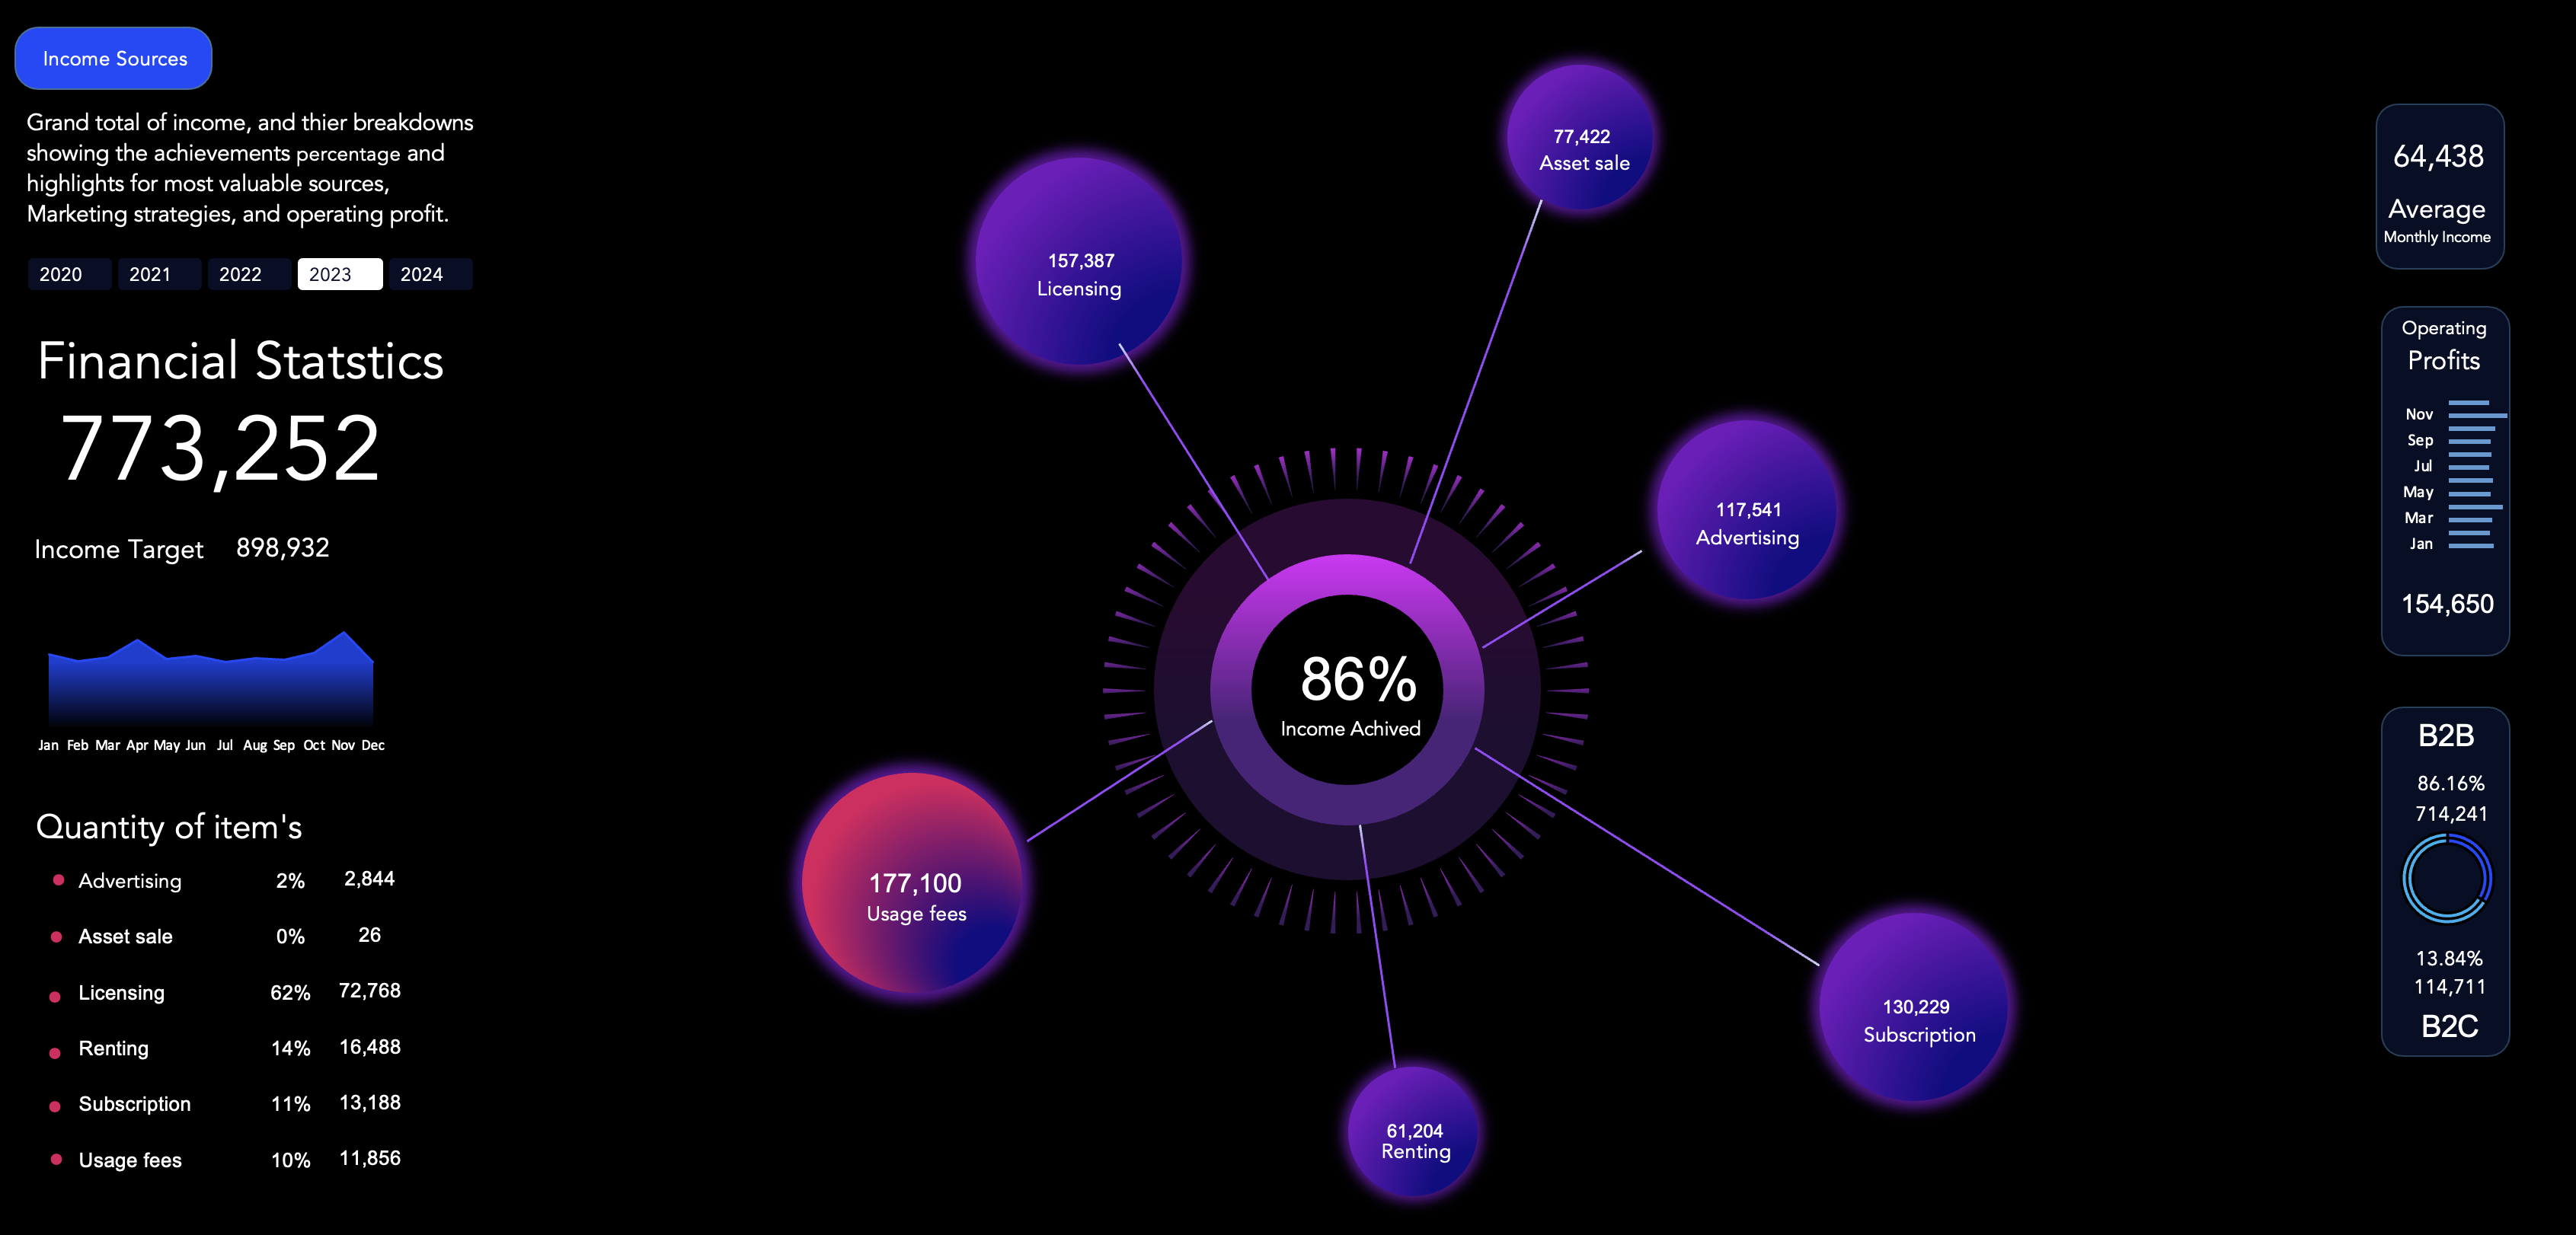 Income Sources
Grand total of income, and thier breakdowns
showing the achievements percentage and
highlights for most valuable sources,
Marketing strategies, and operating profit.
2020 2021 2022 2023 2024
Financial Statstics
773,252
Income Target 898,932
Jan Feb Mar Apr May Jun Jul Aug Sep Oct Nov Dec
Quantity of item's
Advertising 2% 2,844
Asset sale 0% 26
Licensing 62% 72,768
Renting 14% 16,488
Subscription 11% 13,188
Usage fees 10% 11,856
77,422
Asset sale
157,387
Licensing
117,541
Advertising
86%
Income Achived
177,100
Usage fees
130,229
Subscription
61,204
Renting
64,438
Average
Monthly Income
Operating
Profits
Nov
Sep
Jul
May
Mar
Jan
154,650
B2B
86.16%
714,241
13.84%
114,711
B2C